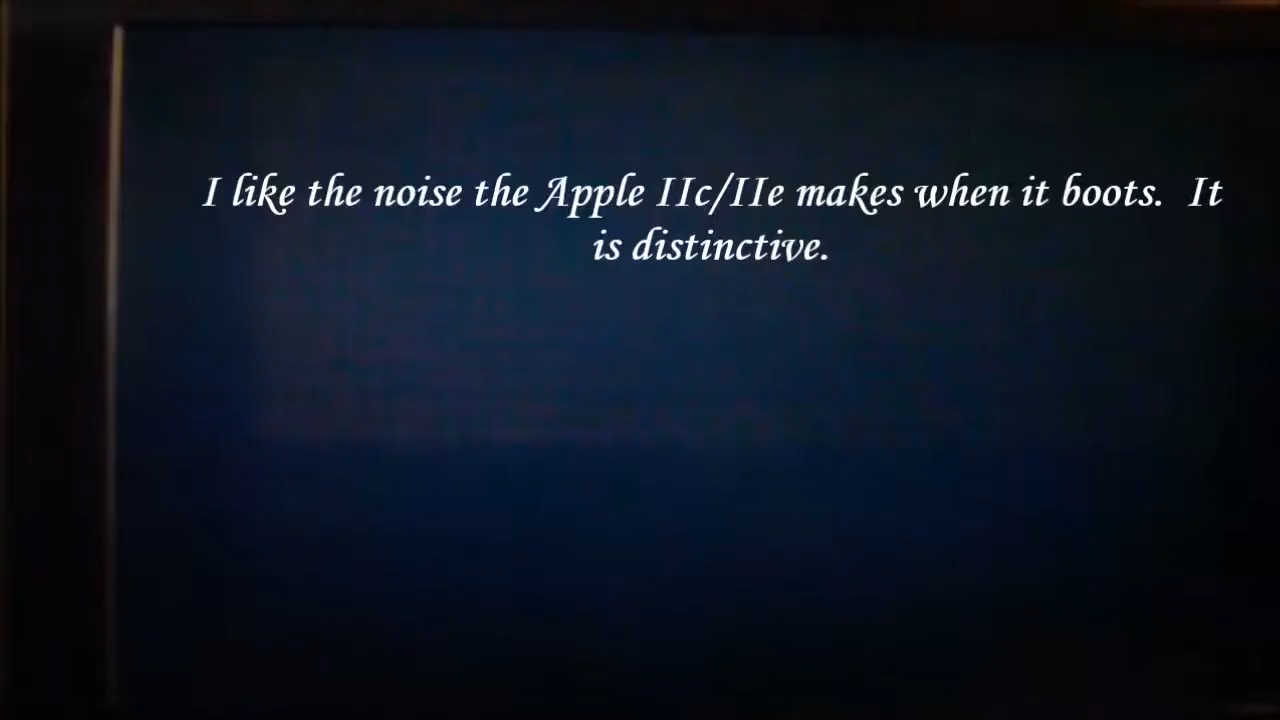 I like the noise the Apple IIc/IIe makes when it boots.  It
is distinctive.